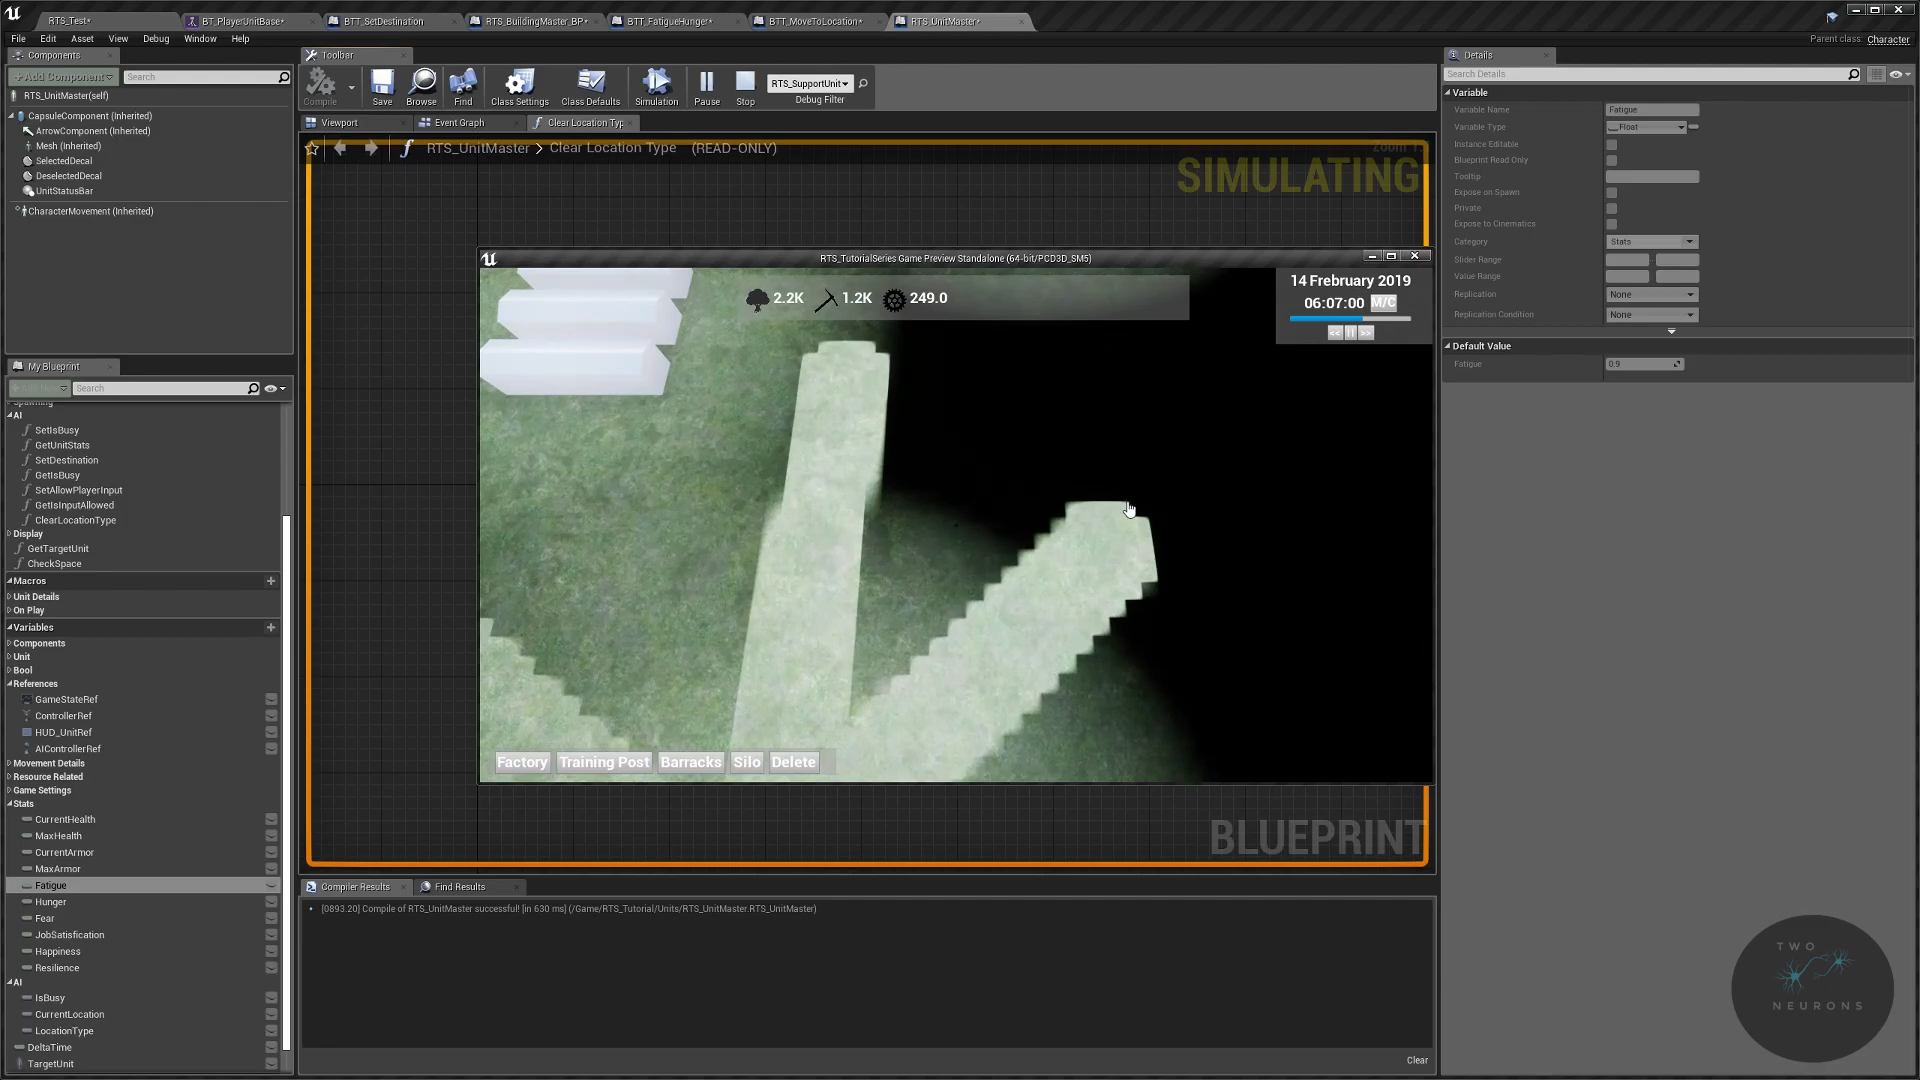 RTS_Test*
BT_PlayerUnitBase*
BTT_SetDestination
RTS_BuildingMaster_BP*
BTT_FatigueHunger*
BTT_MoveToLocation*
RTS_UnitMaster*
File Edit Asset View Debug Window Help
Parent class: Character
Components
Add Component
Search
RTS_UnitMaster(self)
CapsuleComponent (Inherited)
ArrowComponent (Inherited)
Mesh (Inherited)
SelectedDecal
DeselectedDecal
UnitStatusBar
CharacterMovement (Inherited)
My Blueprint
Search
AI
SetIsBusy
GetUnitStats
SetDestination
GetIsBusy
SetAllowPlayerInput
GetIsInputAllowed
ClearLocationType
Display
GetTargetUnit
CheckSpace
Macros
Unit Details
On Play
Variables
Components
Unit
Bool
References
GameStateRef
ControllerRef
HUD_UnitRef
AIControllerRef
Movement Details
Resource Related
Game Settings
Stats
CurrentHealth
MaxHealth
CurrentArmor
MaxArmor
Fatigue
Hunger
Fear
JobSatisfication
Happiness
Resilience
AI
IsBusy
CurrentLocation
LocationType
DeltaTime
TargetUnit
Toolbar
Compile
Save
Browse
Find
Class Settings
Class Defaults
Simulation
Pause
Stop
RTS_SupportUnit
Debug Filter
Viewport
Event Graph
Clear Location Typ
RTS_UnitMaster > Clear Location Type (READ-ONLY)
SIMULATING
RTS_TutorialSeries Game Preview Standalone (64-bit/PCD3D_SM5)
2.2K 1.2K 249.0
14 Frebruary 2019
06:07:00 M/C
<< || >>
Factory Training Post Barracks Silo Delete
BLUEPRINT
Compiler Results
Find Results
[0893.20] Compile of RTS_UnitMaster successful! [in 630 ms] (/Game/RTS_Tutorial/Units/RTS_UnitMaster.RTS_UnitMaster)
Clear
Details
Search Details
Variable
Variable Name Fatigue
Variable Type Float
Instance Editable
Blueprint Read Only
Tooltip
Expose on Spawn
Private
Expose to Cinematics
Category Stats
Slider Range
Value Range
Replication None
Replication Condition None
Default Value
Fatigue 0.9
TWO
NEURONS